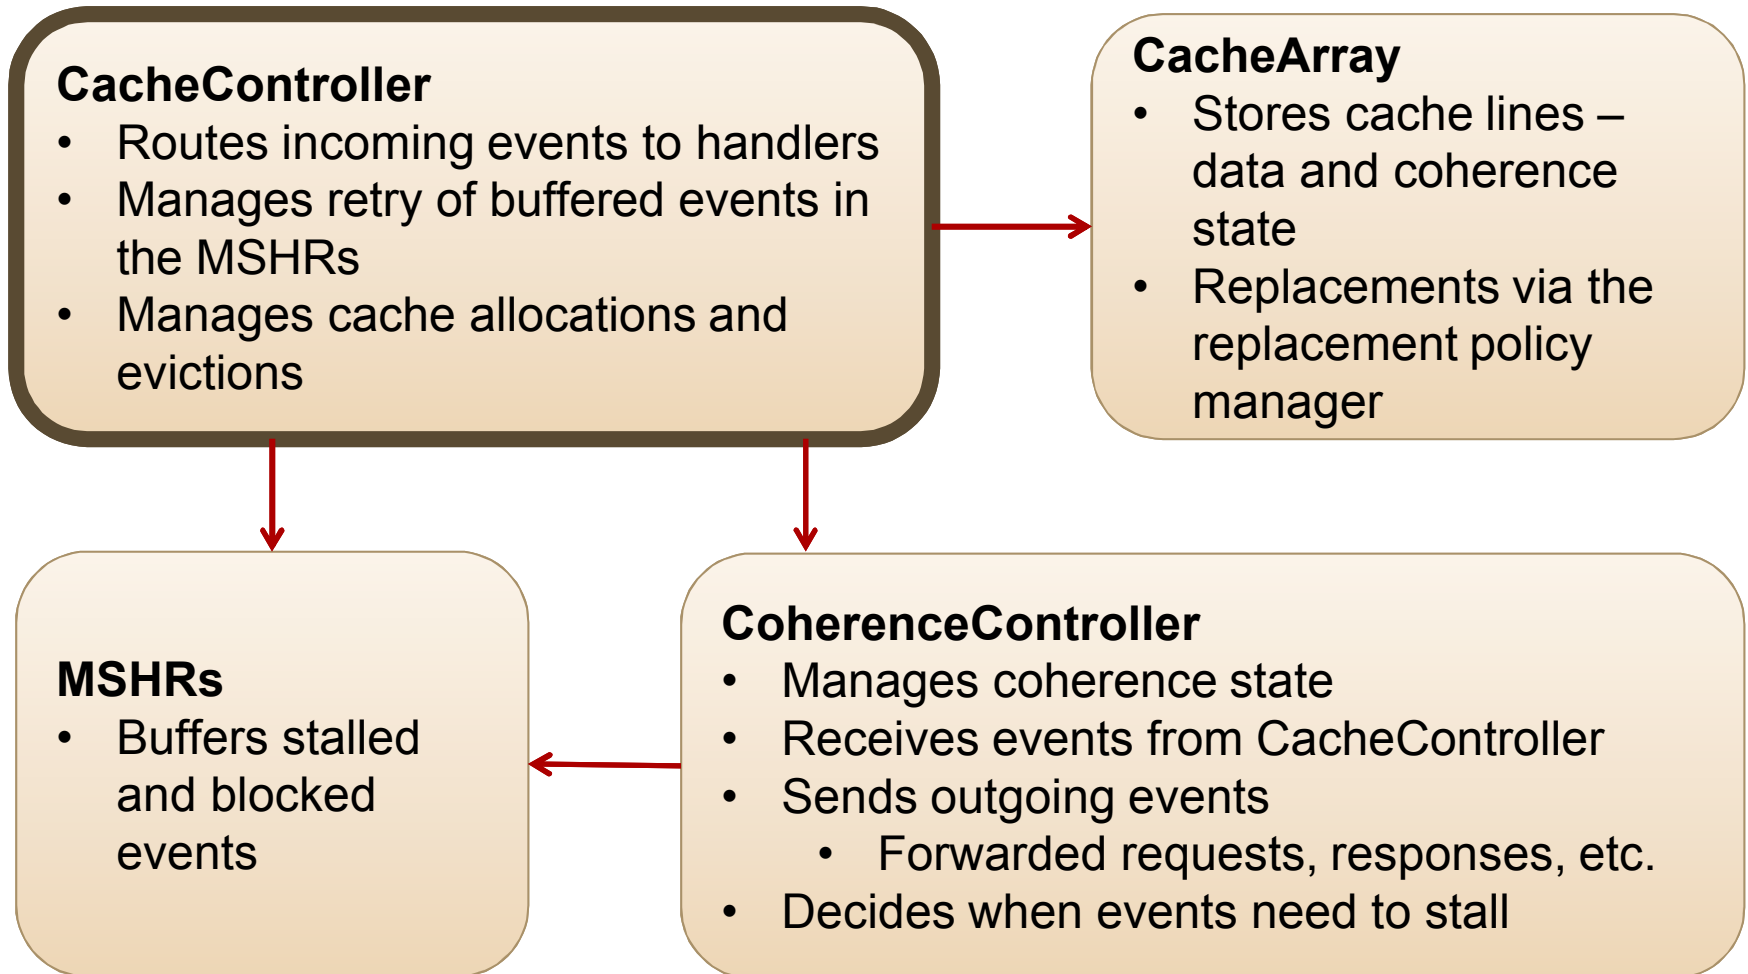 CacheController
• Routes incoming events to handlers
• Manages retry of buffered events in
the MSHRs
• Manages cache allocations and
evictions
CacheArray
• Stores cache lines –
data and coherence
state
• Replacements via the
replacement policy
manager
MSHRs
• Buffers stalled
and blocked
events
CoherenceController
• Manages coherence state
• Receives events from CacheController
• Sends outgoing events
• Forwarded requests, responses, etc.
• Decides when events need to stall